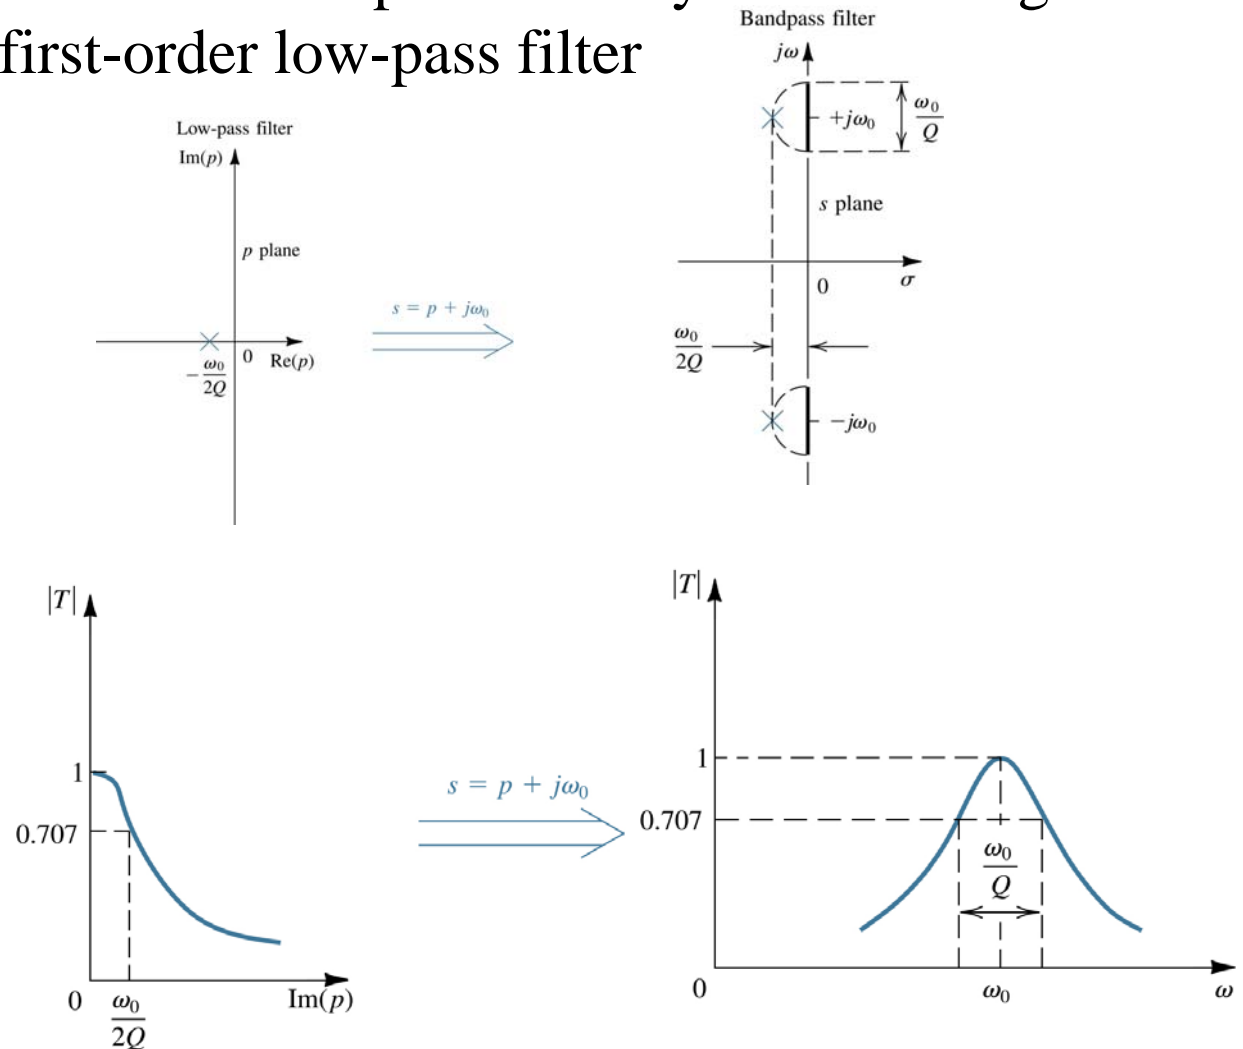 first-order low-pass filter
Bandpass filter
jω
+jω₀
ω₀
Q
s plane
0
σ
ω₀
2Q
−jω₀
Low-pass filter
Im(p)
p plane
0
Re(p)
− ω₀
2Q
s = p + jω₀
|T|
1
0.707
0
ω₀
2Q
Im(p)
s = p + jω₀
|T|
1
0.707
ω₀
Q
0
ω₀
ω